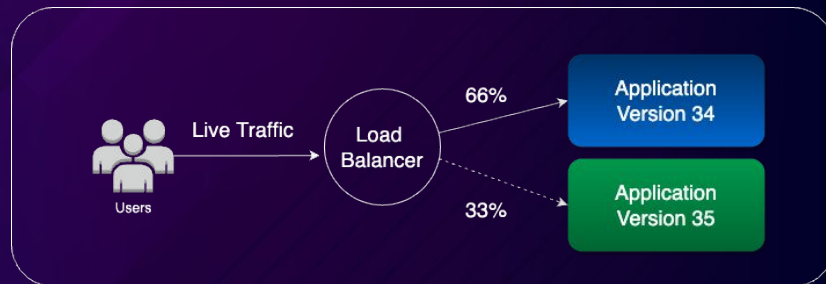 Users
Live Traffic
Load
Balancer
66%
33%
Application
Version 34
Application
Version 35